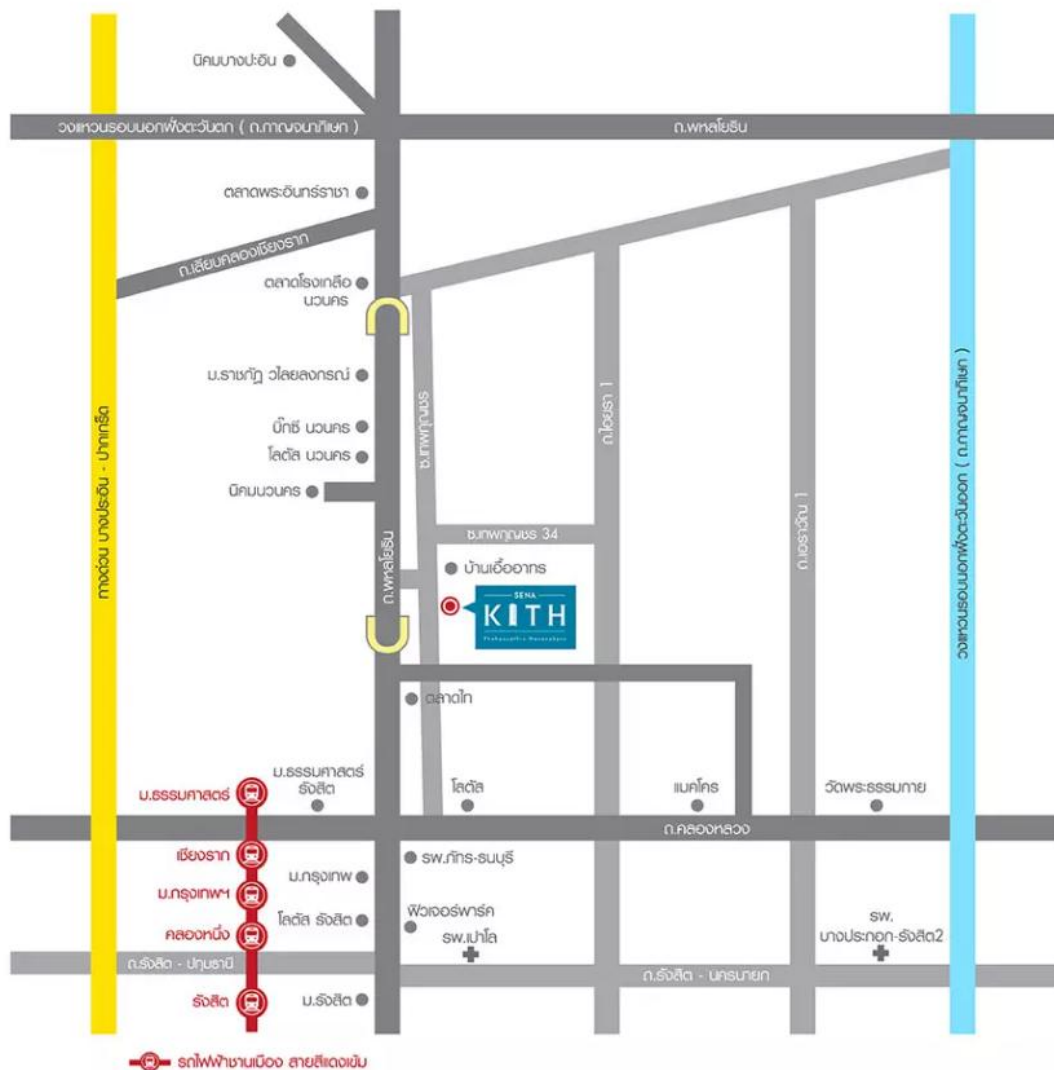 นิคมบางปะอิน
วงแหวนรอบนอกฝั่งตะวันตก ( ถ.กาญจนาภิเษก )
ถ.พหลโยธิน
ตลาดพระอินทร์ราชา
ถ.เลียบคลองเชียงราก
ตลาดโรงเกลือ
นวนคร
ม.ราชภัฏ วไลยลงกรณ์
บิ๊กซี นวนคร
โลตัส นวนคร
นิคมนวนคร
ทางด่วน บางปะอิน - ปากเกร็ด
ถ.พหลโยธิน
ซ.เทพกุญชร
ถ.ไอยรา 1
ถ.เอราวัณ 1
วงแหวนรอบนอกฝั่งตะวันออก ( ถนนกาญจนาภิเษก )
ซ.เทพกุญชร 34
บ้านเอื้ออาทร
SENA
KITH
Phaholyothin-Navanakorn
ตลาดไท
ม.ธรรมศาสตร์
รังสิต
โลตัส
แมคโคร
วัดพระธรรมกาย
ม.ธรรมศาสตร์
ถ.คลองหลวง
เชียงราก
รพ.ภัทร-ธนบุรี
ม.กรุงเทพ
ม.กรุงเทพฯ
โลตัส รังสิต
ฟิวเจอร์พาร์ค
คลองหนึ่ง
รพ.เปาโล
รพ.
บางปะกอก-รังสิต2
ถ.รังสิต - ปทุมธานี
ถ.รังสิต - นครนายก
รังสิต
ม.รังสิต
รถไฟฟ้าชานเมือง สายสีแดงเข้ม